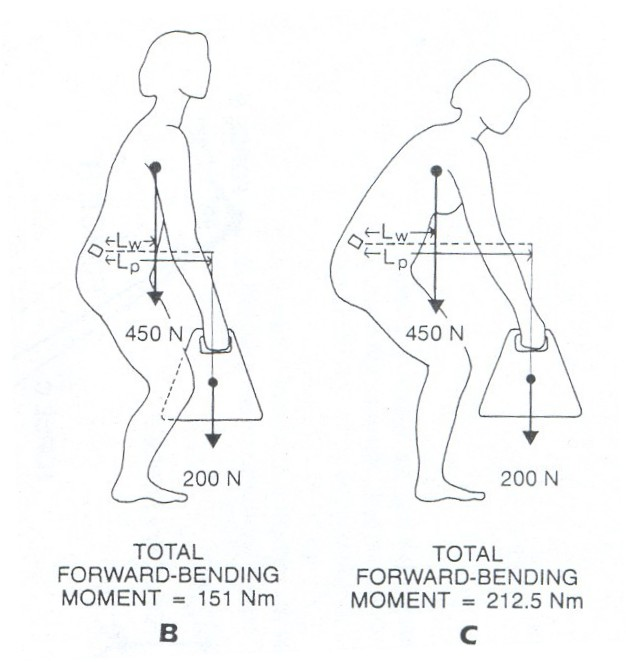 Lw
Lp
450 N
200 N
TOTAL
FORWARD-BENDING
MOMENT = 151 Nm
B
Lw
Lp
450 N
200 N
TOTAL
FORWARD-BENDING
MOMENT = 212.5 Nm
C